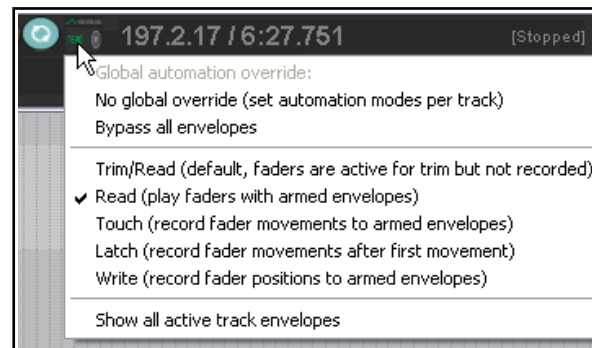 197.2.17 / 6:27.751 [Stopped]
Global automation override:
No global override (set automation modes per track)
Bypass all envelopes
Trim/Read (default, faders are active for trim but not recorded)
Read (play faders with armed envelopes)
Touch (record fader movements to armed envelopes)
Latch (record fader movements after first movement)
Write (record fader positions to armed envelopes)
Show all active track envelopes